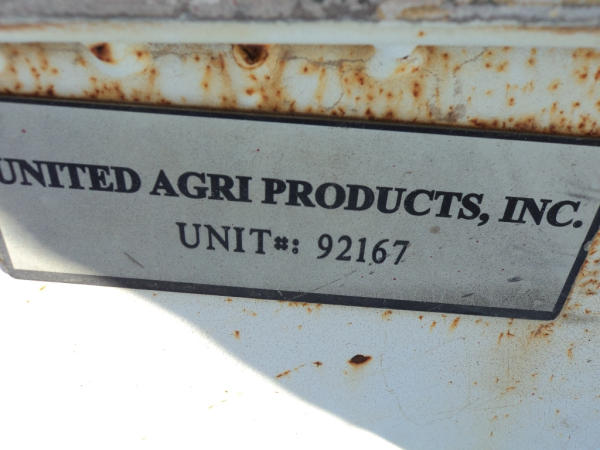 UNITED AGRI PRODUCTS, INC.
UNIT#: 92167